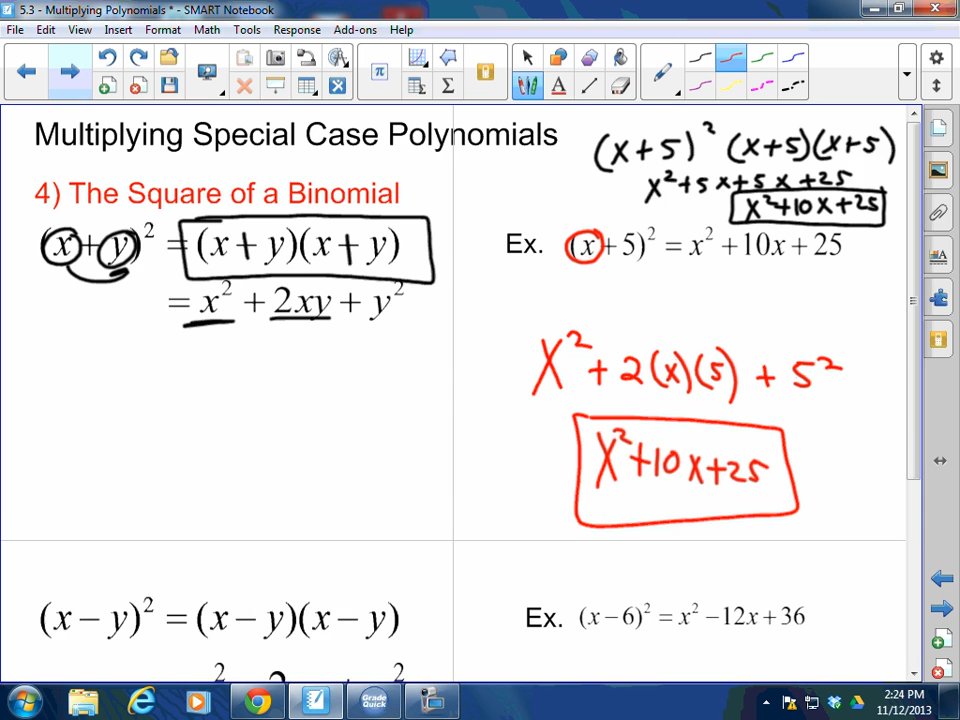 5.3 - Multiplying Polynomials * - SMART Notebook
File Edit View Insert Format Math Tools Response Add-ons Help
Multiplying Special Case Polynomials
(x+5)² (x+5)(x+5)
x²+5x+5x+25
x²+10x+25
4) The Square of a Binomial
(x + y)² = (x + y)(x + y)
= x² + 2xy + y²
Ex. (x + 5)² = x² + 10x + 25
x² + 2(x)(5) + 5²
x²+10x+25
(x − y)² = (x − y)(x − y)
Ex. (x − 6)² = x² − 12x + 36
Grade Quick
2:24 PM
11/12/2013